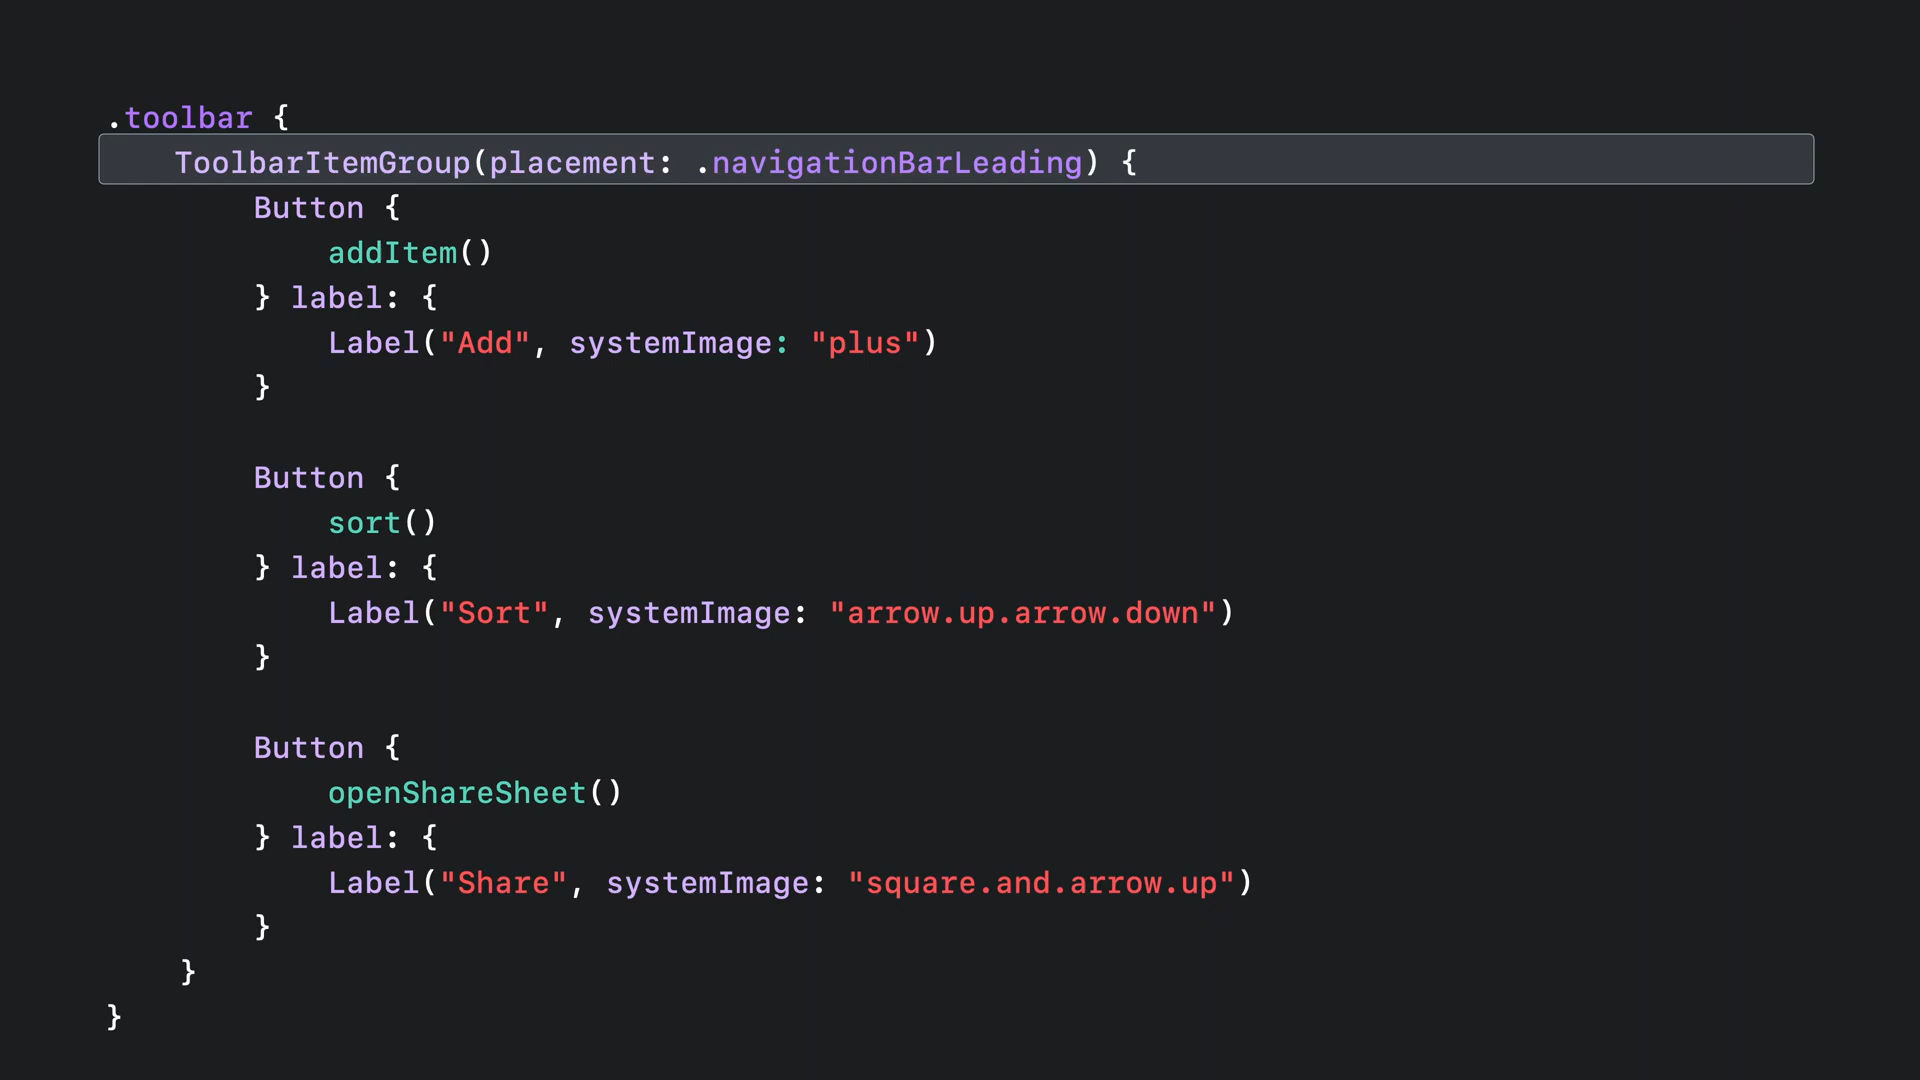 .toolbar {
    ToolbarItemGroup(placement: .navigationBarLeading) {
        Button {
            addItem()
        } label: {
            Label("Add", systemImage: "plus")
        }

        Button {
            sort()
        } label: {
            Label("Sort", systemImage: "arrow.up.arrow.down")
        }

        Button {
            openShareSheet()
        } label: {
            Label("Share", systemImage: "square.and.arrow.up")
        }
    }
}